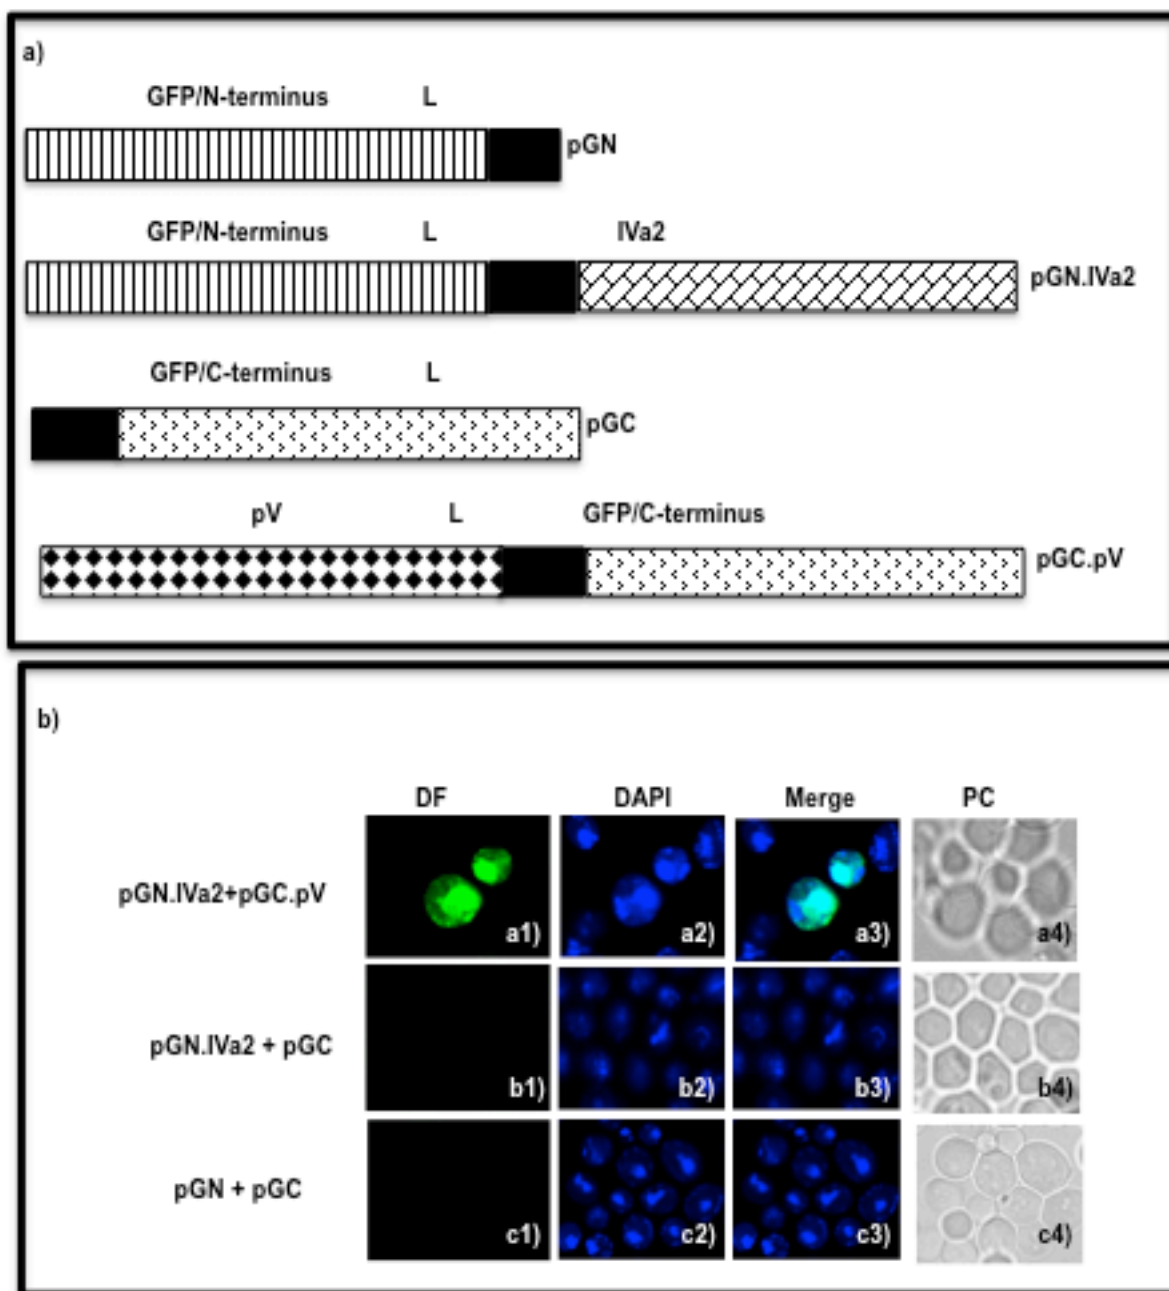 a)
GFP/N-terminus L
pGN
GFP/N-terminus L IVa2
pGN.IVa2
GFP/C-terminus L
pGC
pV L GFP/C-terminus
pGC.pV
b)
DF DAPI Merge PC
pGN.IVa2+pGC.pV
a1) a2) a3) a4)
pGN.IVa2 + pGC
b1) b2) b3) b4)
pGN + pGC
c1) c2) c3) c4)